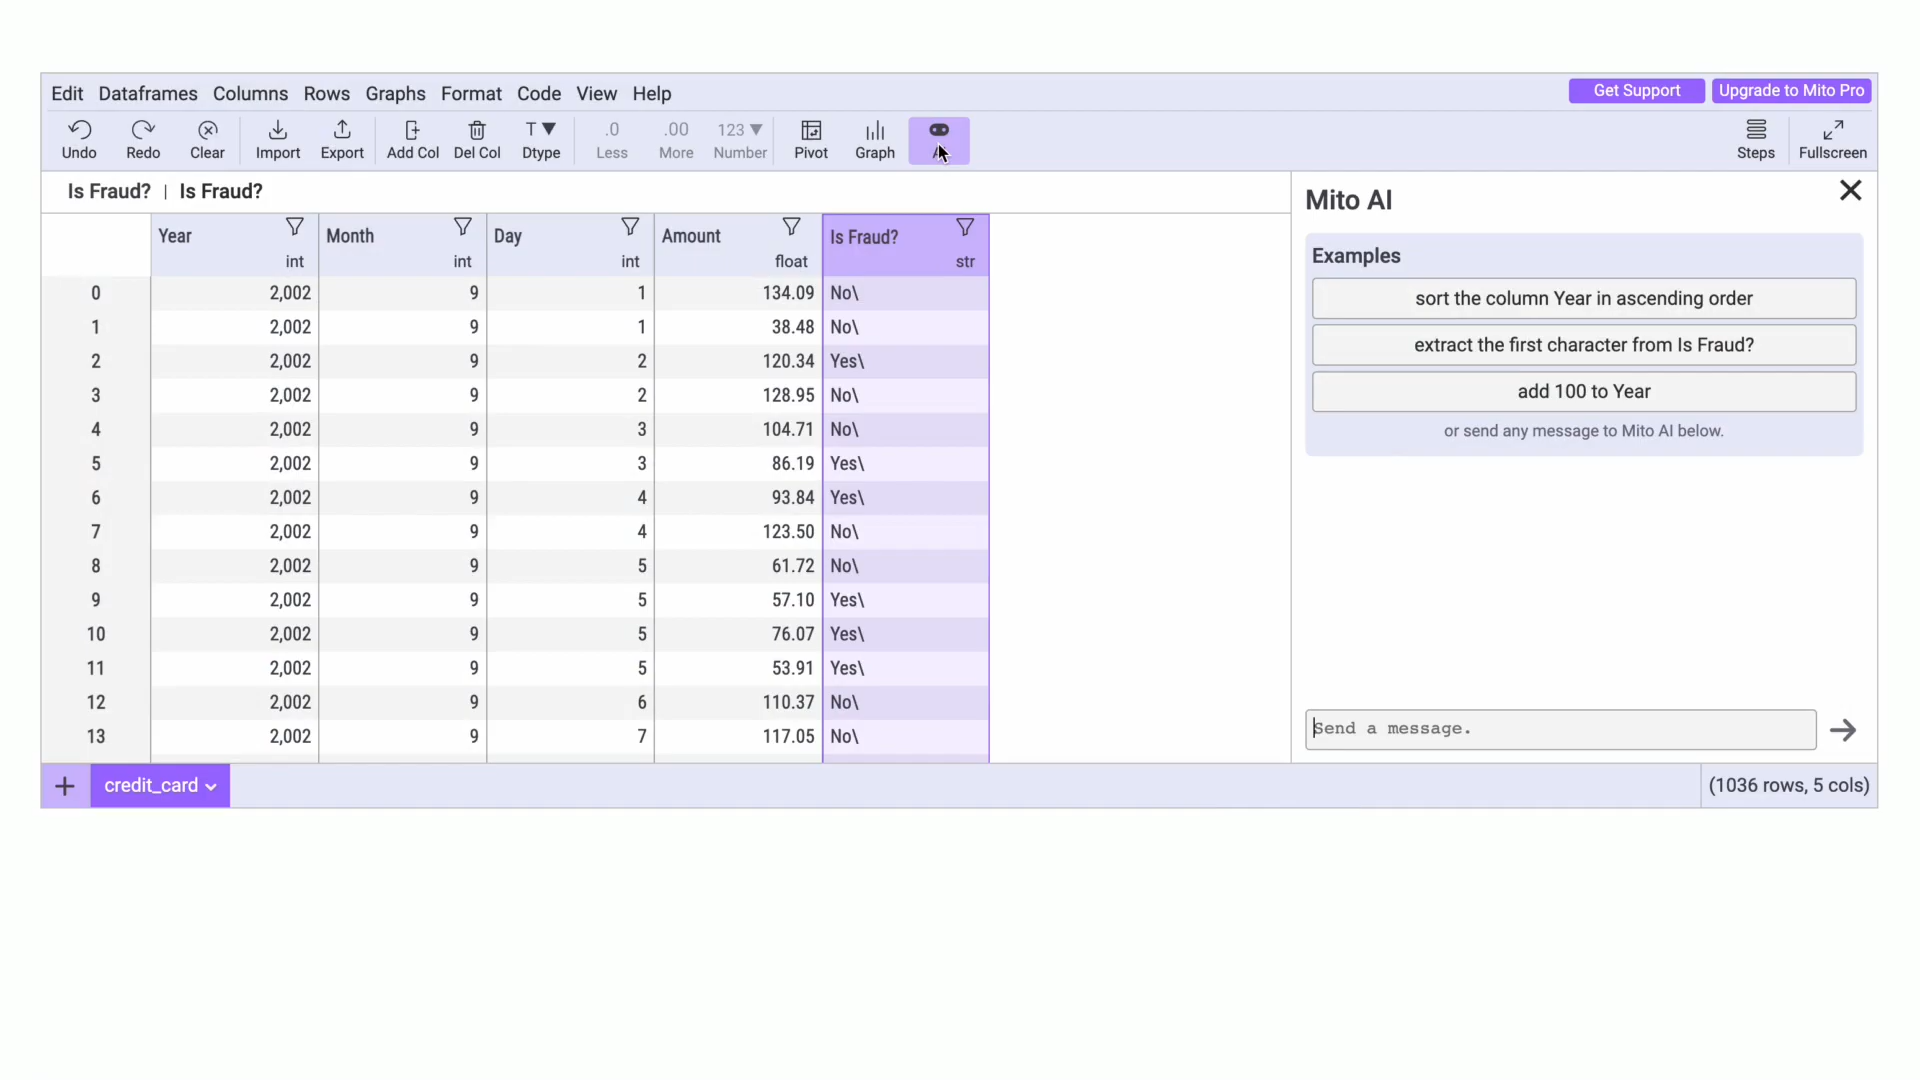 Edit Dataframes Columns Rows Graphs Format Code View Help
Get Support Upgrade to Mito Pro
T .0 .00 123
Undo Redo Clear Import Export Add Col Del Col Dtype Less More Number Pivot Graph Steps Fullscreen
Is Fraud? | Is Fraud?
Year Month Day Amount Is Fraud?
int int int float str
0 2,002 9 1 134.09 No\
1 2,002 9 1 38.48 No\
2 2,002 9 2 120.34 Yes\
3 2,002 9 2 128.95 No\
4 2,002 9 3 104.71 No\
5 2,002 9 3 86.19 Yes\
6 2,002 9 4 93.84 Yes\
7 2,002 9 4 123.50 No\
8 2,002 9 5 61.72 No\
9 2,002 9 5 57.10 Yes\
10 2,002 9 5 76.07 Yes\
11 2,002 9 5 53.91 Yes\
12 2,002 9 6 110.37 No\
13 2,002 9 7 117.05 No\
Mito AI
Examples
sort the column Year in ascending order
extract the first character from Is Fraud?
add 100 to Year
or send any message to Mito AI below.
Send a message.
+ credit_card
(1036 rows, 5 cols)